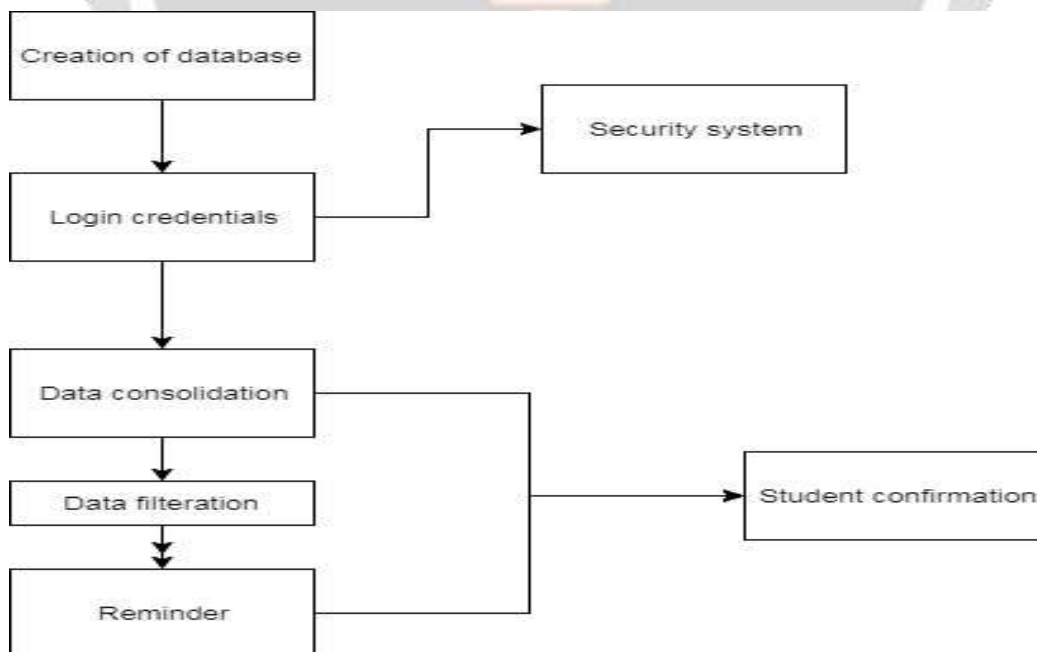 Creation of database
Security system
Login credentials
Data consolidation
Data filteration
Student confirmation
Reminder